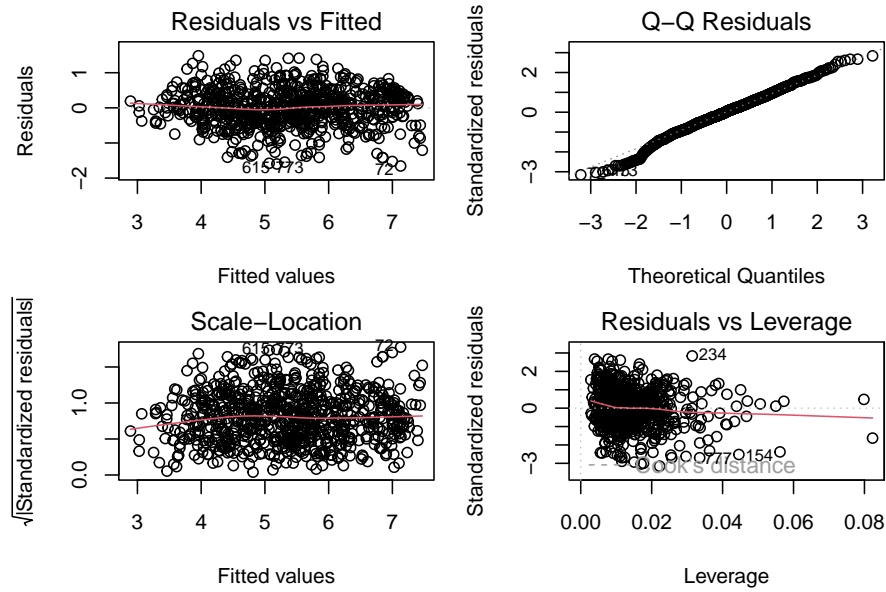 Residuals vs Fitted
Residuals
1
0
−2
615
773
72
3 4 5 6 7
Fitted values
Q−Q Residuals
Standardized residuals
2
0
−3
−3 −2 −1 0 1 2 3
Theoretical Quantiles
Scale−Location
√|Standardized residuals|
1.0
0.0
615
773
72
3 4 5 6 7
Fitted values
Residuals vs Leverage
Standardized residuals
2
0
−3
234
777
154
Cook's distance
0.00 0.02 0.04 0.06 0.08
Leverage